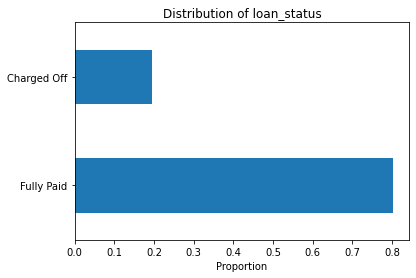 Distribution of loan_status
Charged Off
Fully Paid
0.0 0.1 0.2 0.3 0.4 0.5 0.6 0.7 0.8
Proportion